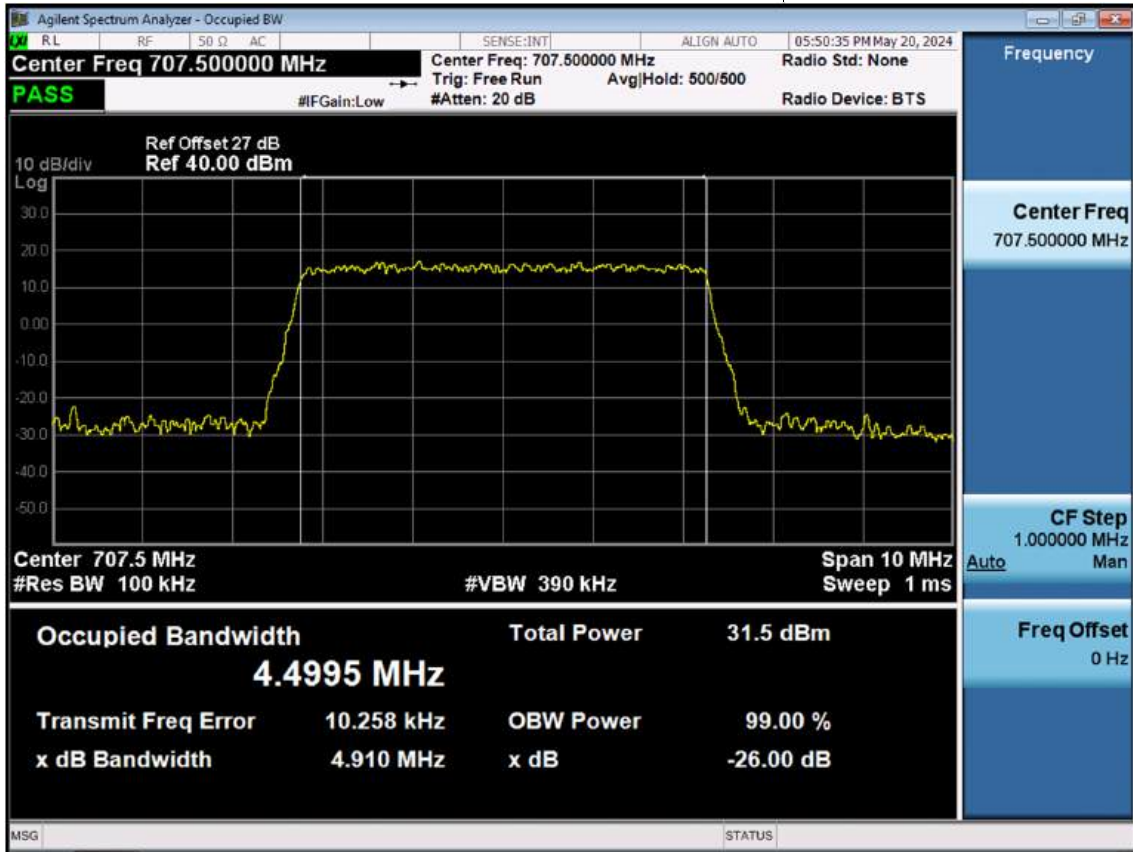 Agilent Spectrum Analyzer - Occupied BW
RL RF 50 Ω AC SENSE:INT ALIGN AUTO 05:50:35 PM May 20, 2024
Center Freq 707.500000 MHz
PASS
#IFGain:Low
Center Freq: 707.500000 MHz
Trig: Free Run Avg|Hold: 500/500
#Atten: 20 dB
Radio Std: None
Radio Device: BTS
Ref Offset 27 dB
10 dB/div Ref 40.00 dBm
Log
30.0
20.0
10.0
0.00
-10.0
-20.0
-30.0
-40.0
-50.0
Center 707.5 MHz Span 10 MHz
#Res BW 100 kHz #VBW 390 kHz Sweep 1 ms
Occupied Bandwidth Total Power 31.5 dBm
4.4995 MHz
Transmit Freq Error 10.258 kHz OBW Power 99.00 %
x dB Bandwidth 4.910 MHz x dB -26.00 dB
MSG STATUS
Frequency
Center Freq
707.500000 MHz
CF Step
1.000000 MHz
Auto Man
Freq Offset
0 Hz